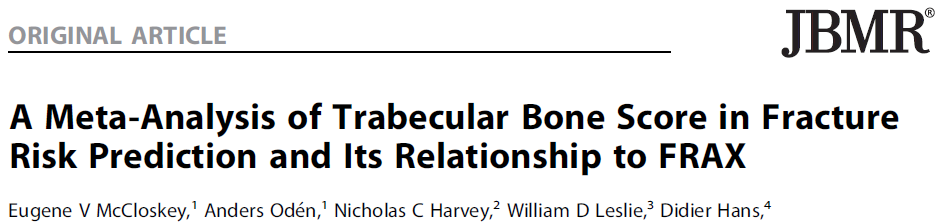 ORIGINAL ARTICLE
JBMR®
A Meta-Analysis of Trabecular Bone Score in Fracture
Risk Prediction and Its Relationship to FRAX
Eugene V McCloskey,1 Anders Odén,1 Nicholas C Harvey,2 William D Leslie,3 Didier Hans,4